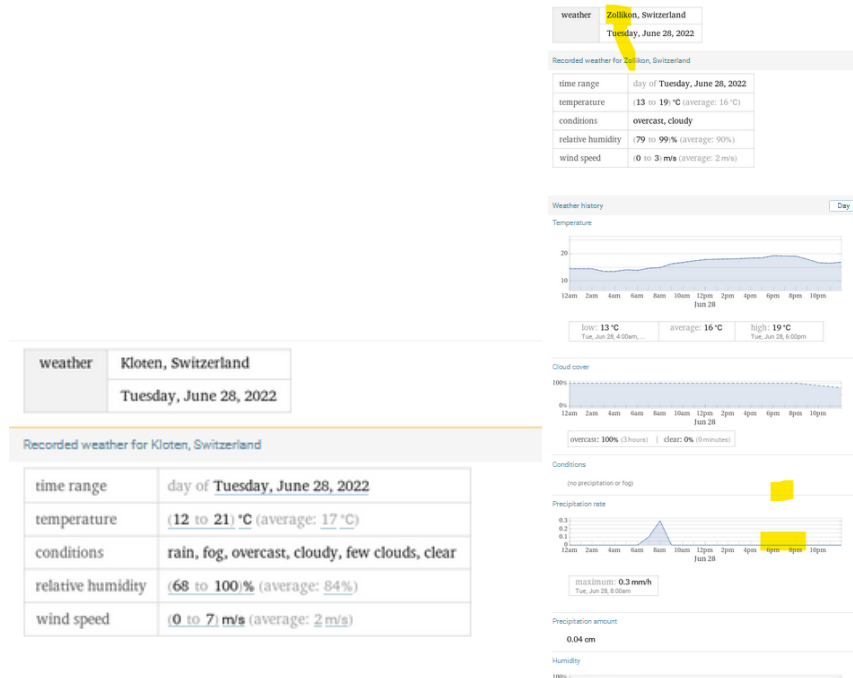 weather Zollikon, Switzerland
Tuesday, June 28, 2022
Recorded weather for Zollikon, Switzerland
time range day of Tuesday, June 28, 2022
temperature (13 to 19) °C (average: 16 °C)
conditions overcast, cloudy
relative humidity (79 to 99)% (average: 90%)
wind speed (0 to 3) m/s (average: 2 m/s)
Weather history Day
Temperature
20
10
12am 2am 4am 6am 8am 10am 12pm 2pm 4pm 6pm 8pm 10pm
Jun 28
low: 13 °C average: 16 °C high: 19 °C
Tue, Jun 28, 4:00am, ... Tue, Jun 28, 6:00pm
Cloud cover
100%
0%
12am 2am 4am 6am 8am 10am 12pm 2pm 4pm 6pm 8pm 10pm
Jun 28
overcast: 100% (3 hours) | clear: 0% (0 minutes)
Conditions
(no precipitation or fog)
Precipitation rate
0.3
0.2
0.1
0
12am 2am 4am 6am 8am 10am 12pm 2pm 4pm 6pm 8pm 10pm
Jun 28
maximum: 0.3 mm/h
Tue, Jun 28, 8:00am
Precipitation amount
0.04 cm
Humidity
100%
weather Kloten, Switzerland
Tuesday, June 28, 2022
Recorded weather for Kloten, Switzerland
time range day of Tuesday, June 28, 2022
temperature (12 to 21) °C (average: 17 °C)
conditions rain, fog, overcast, cloudy, few clouds, clear
relative humidity (68 to 100)% (average: 84%)
wind speed (0 to 7) m/s (average: 2 m/s)